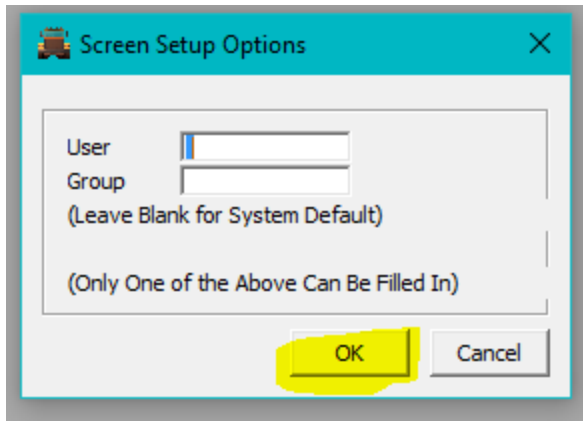 Screen Setup Options
User
Group
(Leave Blank for System Default)
(Only One of the Above Can Be Filled In)
OK Cancel